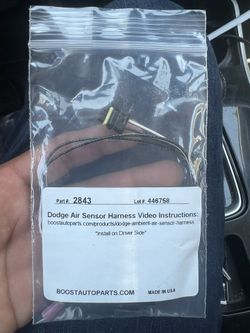 Part #: 2843 Lot #: 446758
Dodge Air Sensor Harness Video Instructions:
boostautoparts.com/products/dodge-ambient-air-sensor-harness
*Install on Driver Side*
BOOSTAUTOPARTS.COM MADE IN USA